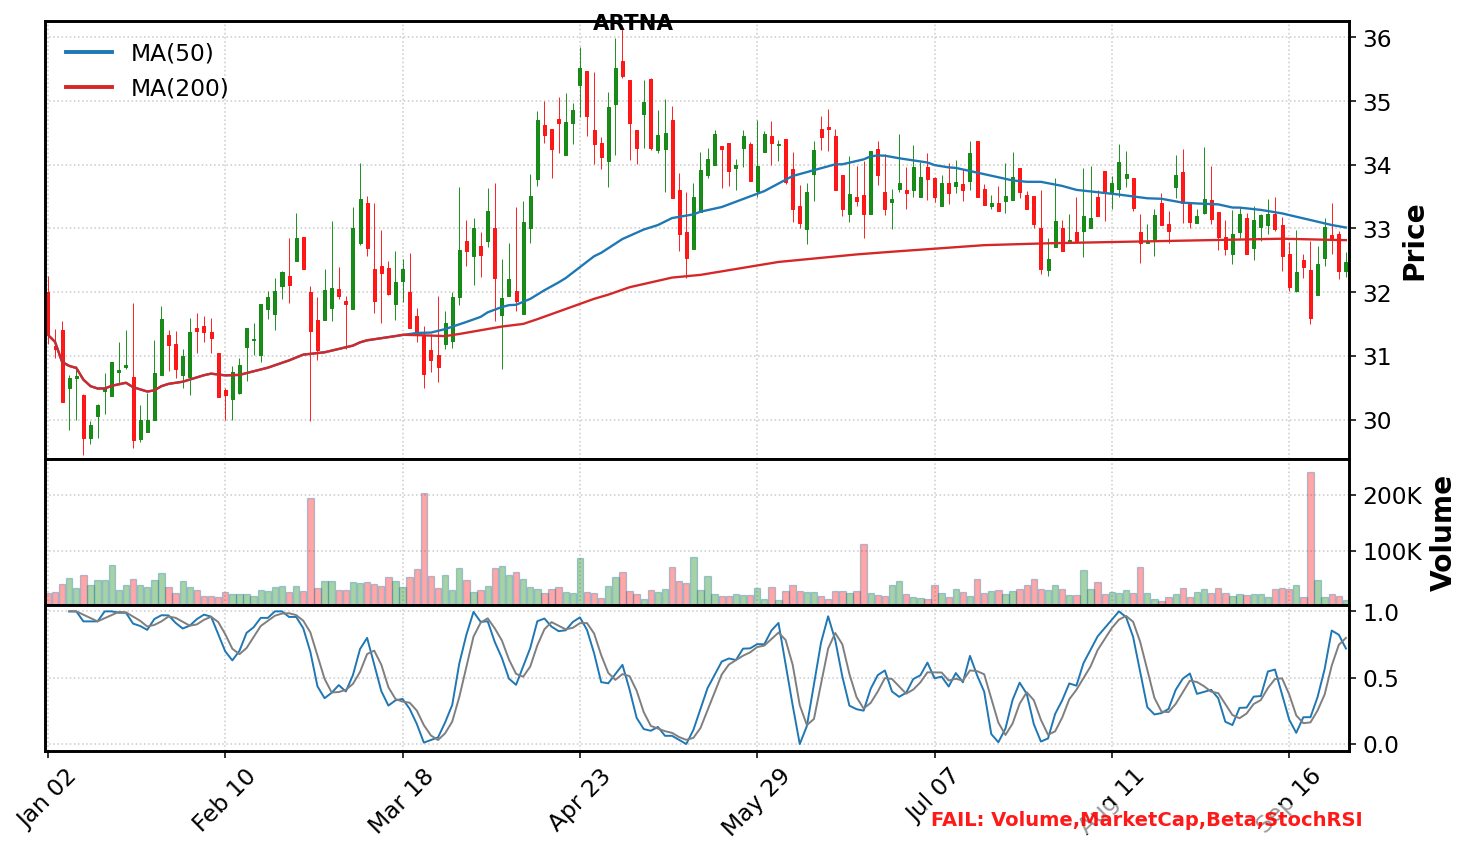 ARTNA
MA(50)
MA(200)
36
35
34
33
32
31
30
Price
200K
100K
Volume
1.0
0.5
0.0
Jan 02
Feb 10
Mar 18
Apr 23
May 29
Jul 07
Aug 11
Sep 16
FAIL: Volume,MarketCap,Beta,StochRSI